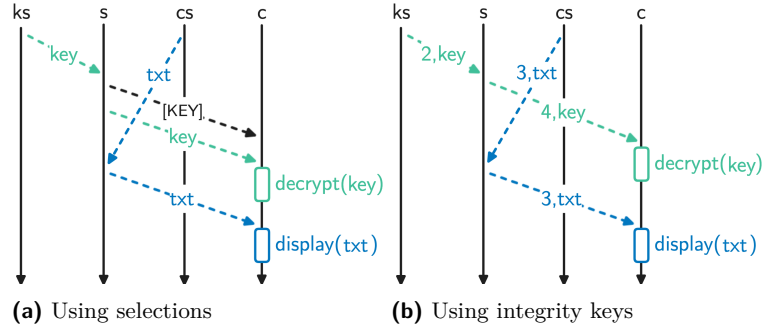 ks s cs c
key
txt
[KEY]
key
decrypt(key)
txt
display(txt)
(a) Using selections
ks s cs c
2,key
3,txt
4,key
decrypt(key)
3,txt
display(txt)
(b) Using integrity keys